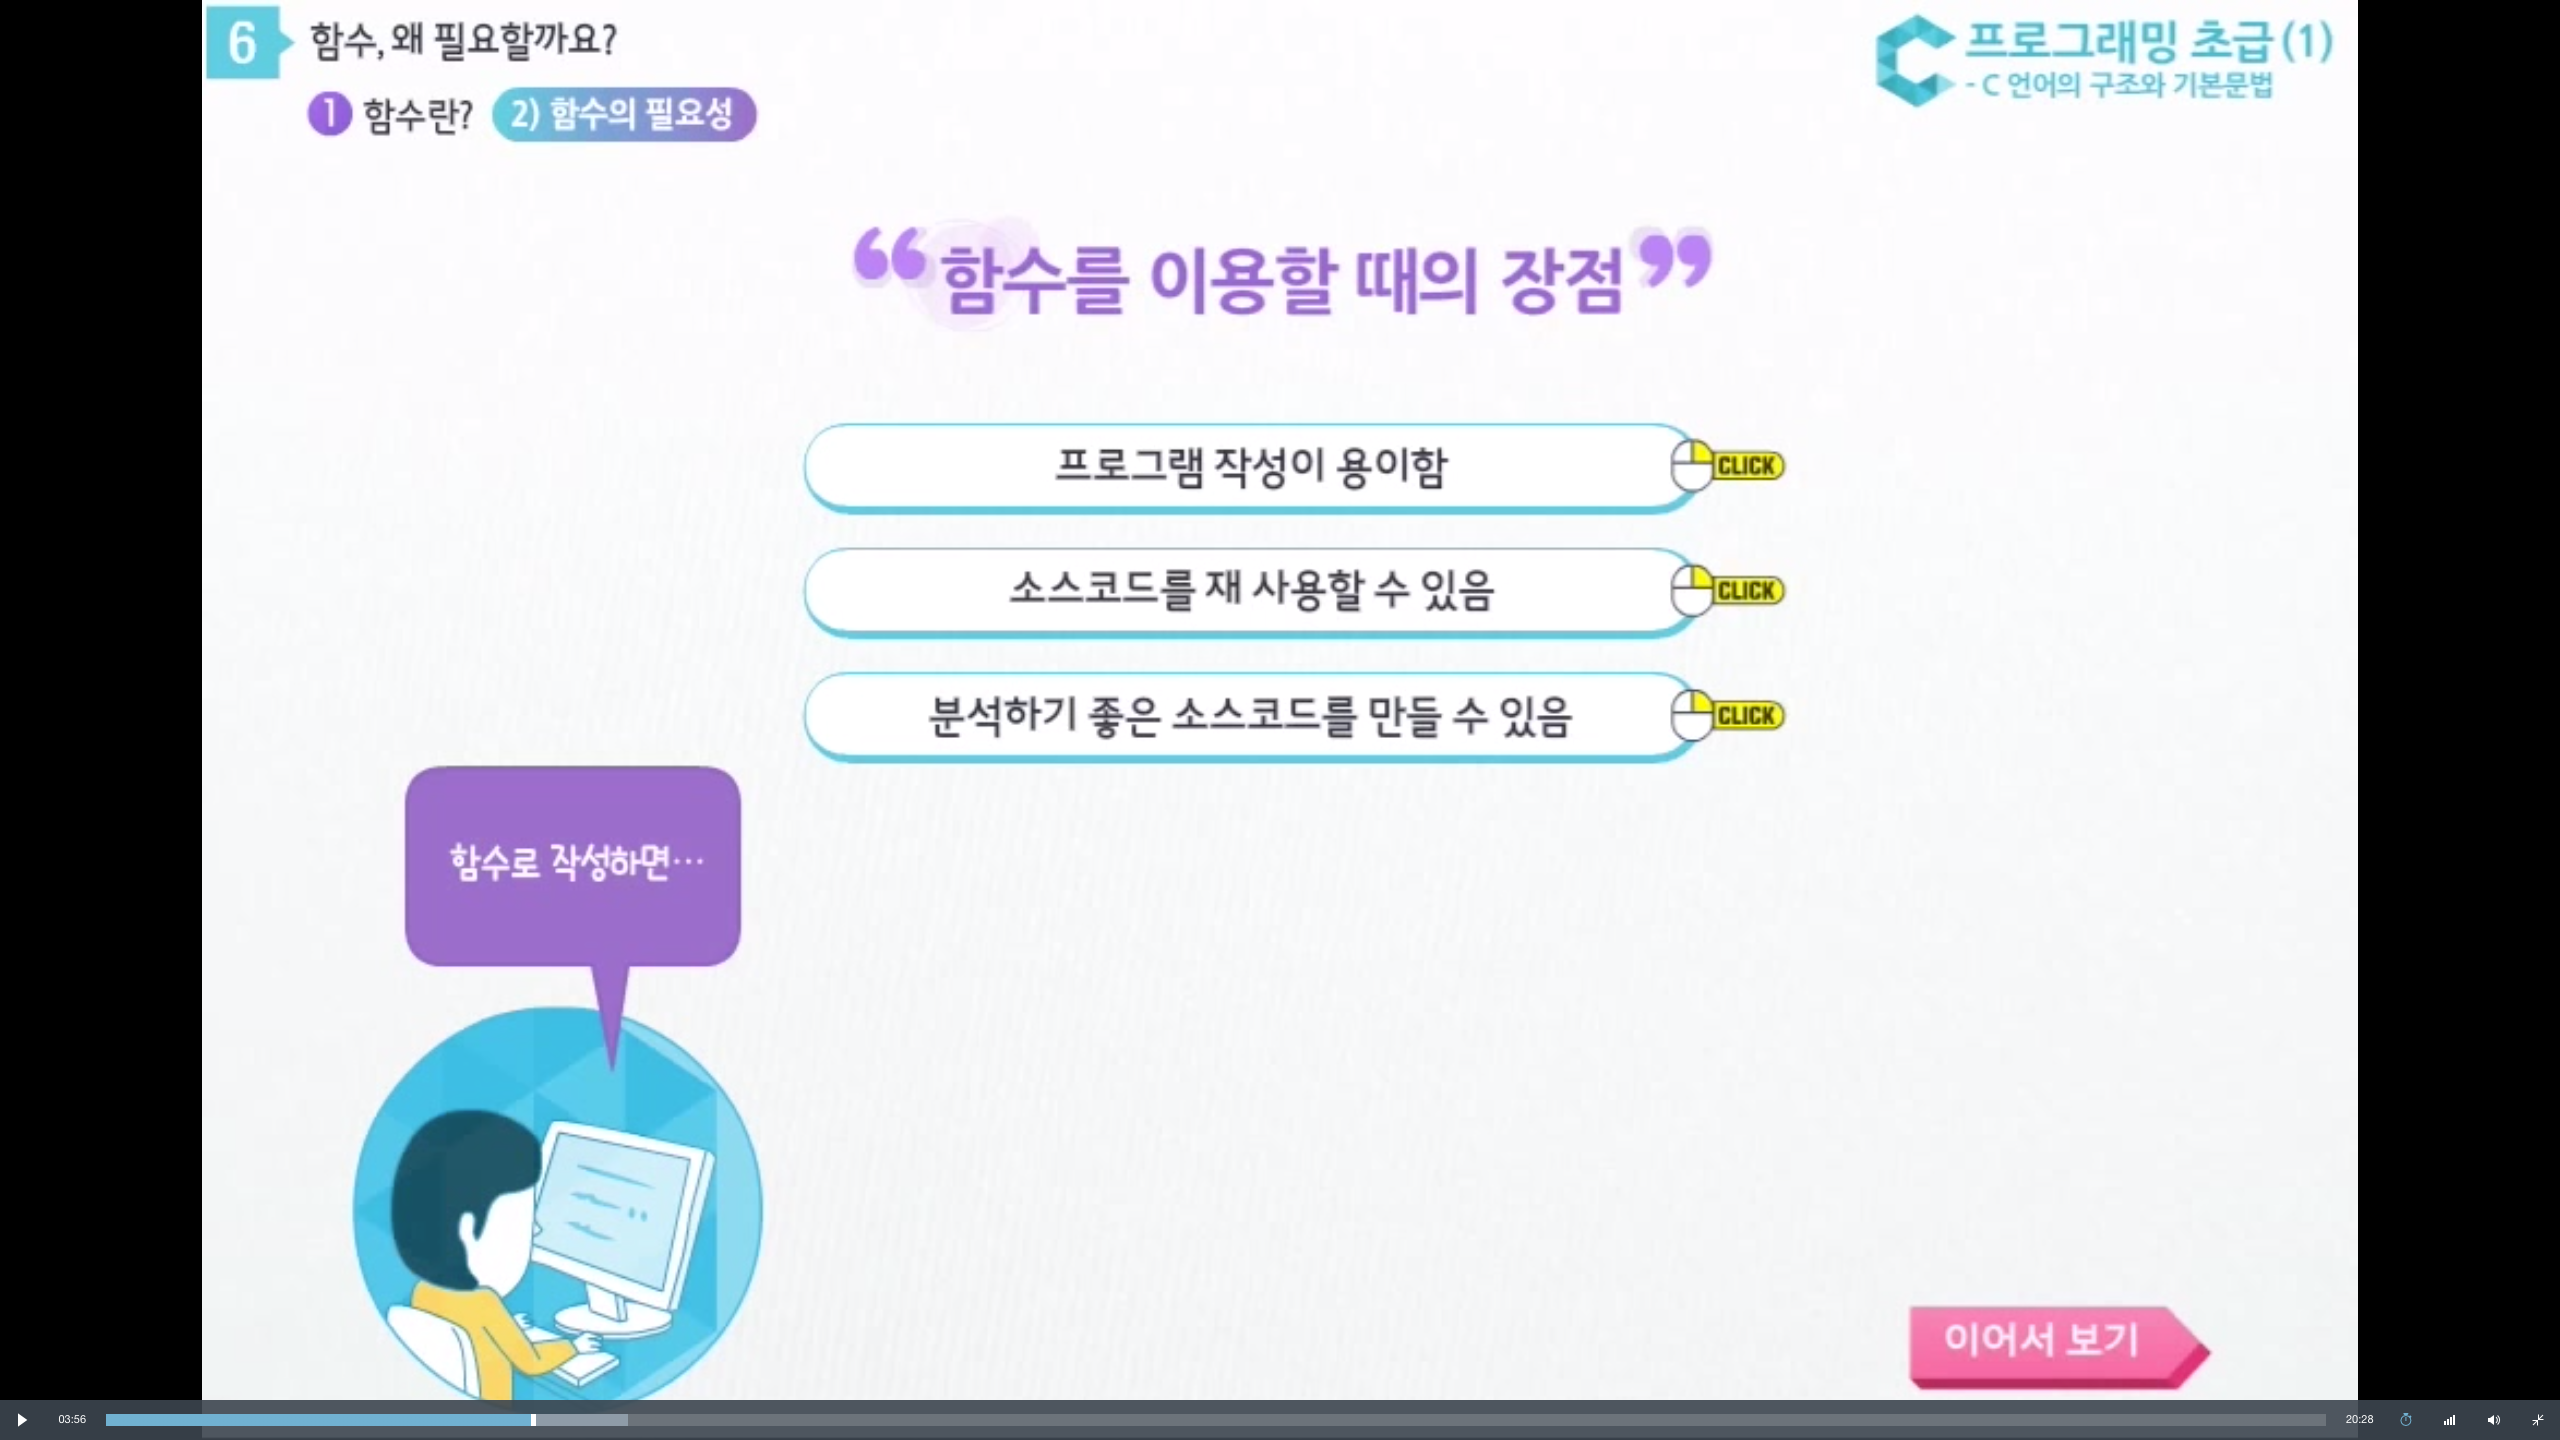 6 함수, 왜 필요할까요?
프로그래밍 초급(1)
- C 언어의 구조와 기본문법
1 함수란? 2) 함수의 필요성
“함수를 이용할 때의 장점”
프로그램 작성이 용이함 CLICK
소스코드를 재 사용할 수 있음 CLICK
분석하기 좋은 소스코드를 만들 수 있음 CLICK
함수로 작성하면…
이어서 보기
03:56 20:28